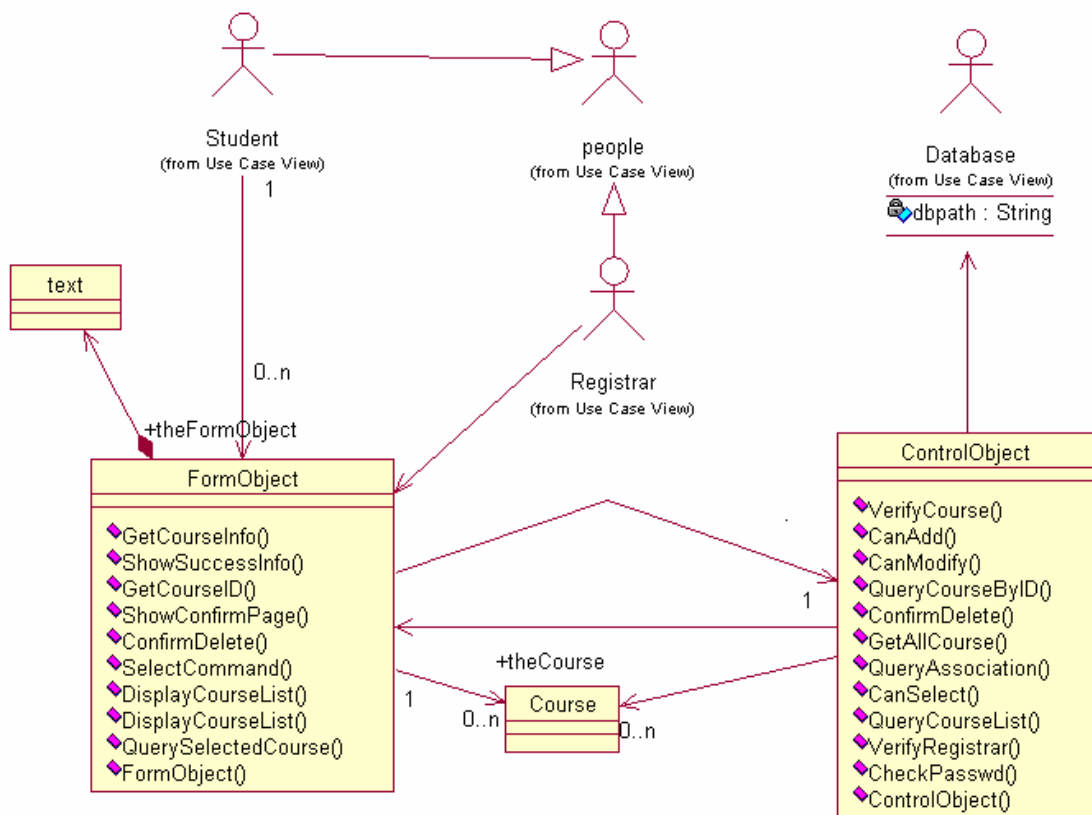 Student
(from Use Case View)
people
(from Use Case View)
Database
(from Use Case View)
dbpath : String
1
text
0..n
Registrar
(from Use Case View)
+theFormObject
FormObject
GetCourseInfo()
ShowSuccessInfo()
GetCourseID()
ShowConfirmPage()
ConfirmDelete()
SelectCommand()
DisplayCourseList()
DisplayCourseList()
QuerySelectedCourse()
FormObject()
ControlObject
VerifyCourse()
CanAdd()
CanModify()
QueryCourseByID()
ConfirmDelete()
GetAllCourse()
QueryAssociation()
CanSelect()
QueryCourseList()
VerifyRegistrar()
CheckPasswd()
ControlObject()
1
+theCourse
1
0..n
Course
0..n